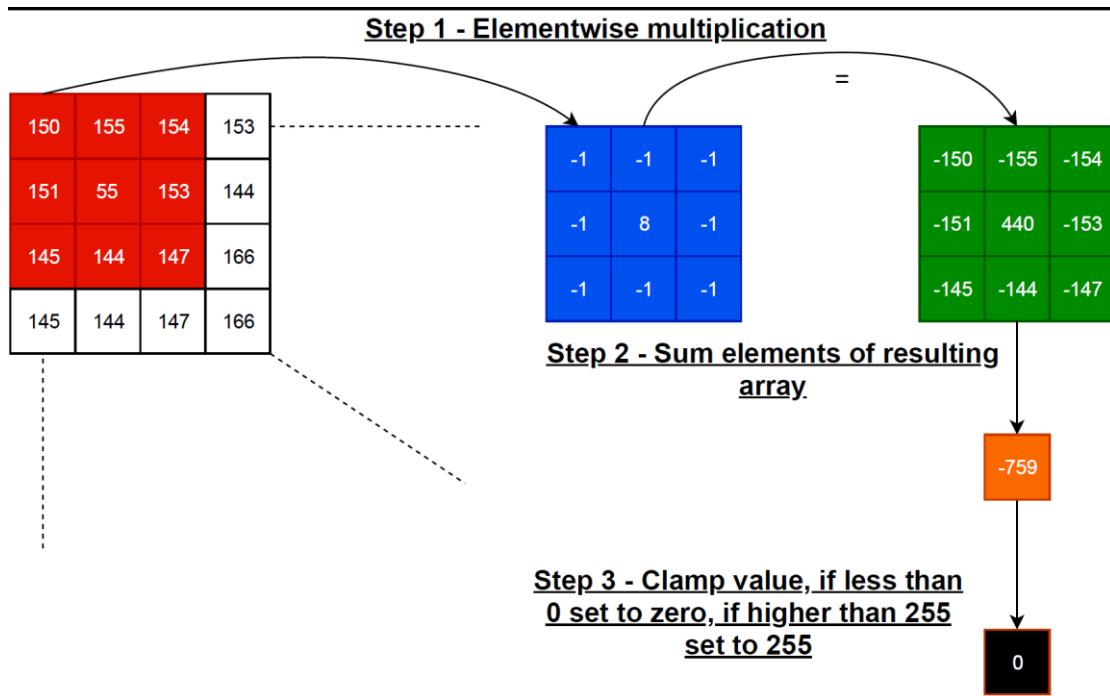 Step 1 - Elementwise multiplication
=
150 155 154 153
151 55 153 144
145 144 147 166
145 144 147 166
-1 -1 -1
-1 8 -1
-1 -1 -1
-150 -155 -154
-151 440 -153
-145 -144 -147
Step 2 - Sum elements of resulting
array
-759
Step 3 - Clamp value, if less than
0 set to zero, if higher than 255
set to 255
0